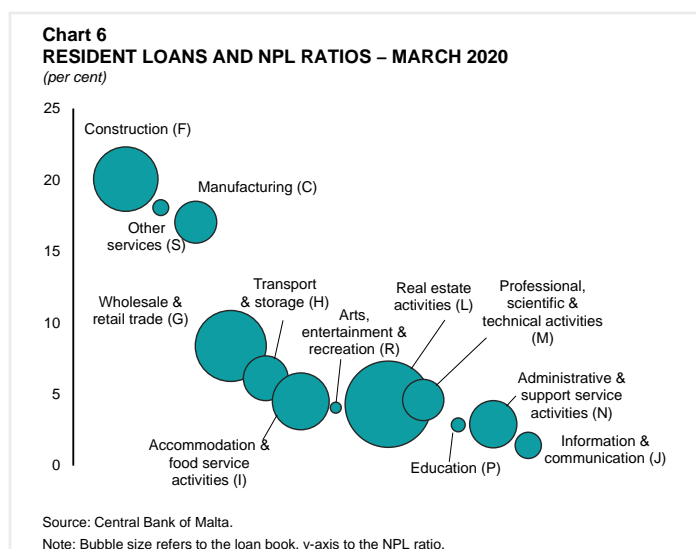 Chart 6
RESIDENT LOANS AND NPL RATIOS – MARCH 2020
(per cent)
25
20
15
10
5
0
Construction (F)
Manufacturing (C)
Other
services (S)
Wholesale &
retail trade (G)
Transport
& storage (H)
Arts,
entertainment &
recreation (R)
Real estate
activities (L)
Professional,
scientific &
technical activities
(M)
Accommodation &
food service
activities (I)
Education (P)
Administrative &
support service
activities (N)
Information &
communication (J)
Source: Central Bank of Malta.
Note: Bubble size refers to the loan book, y-axis to the NPL ratio.